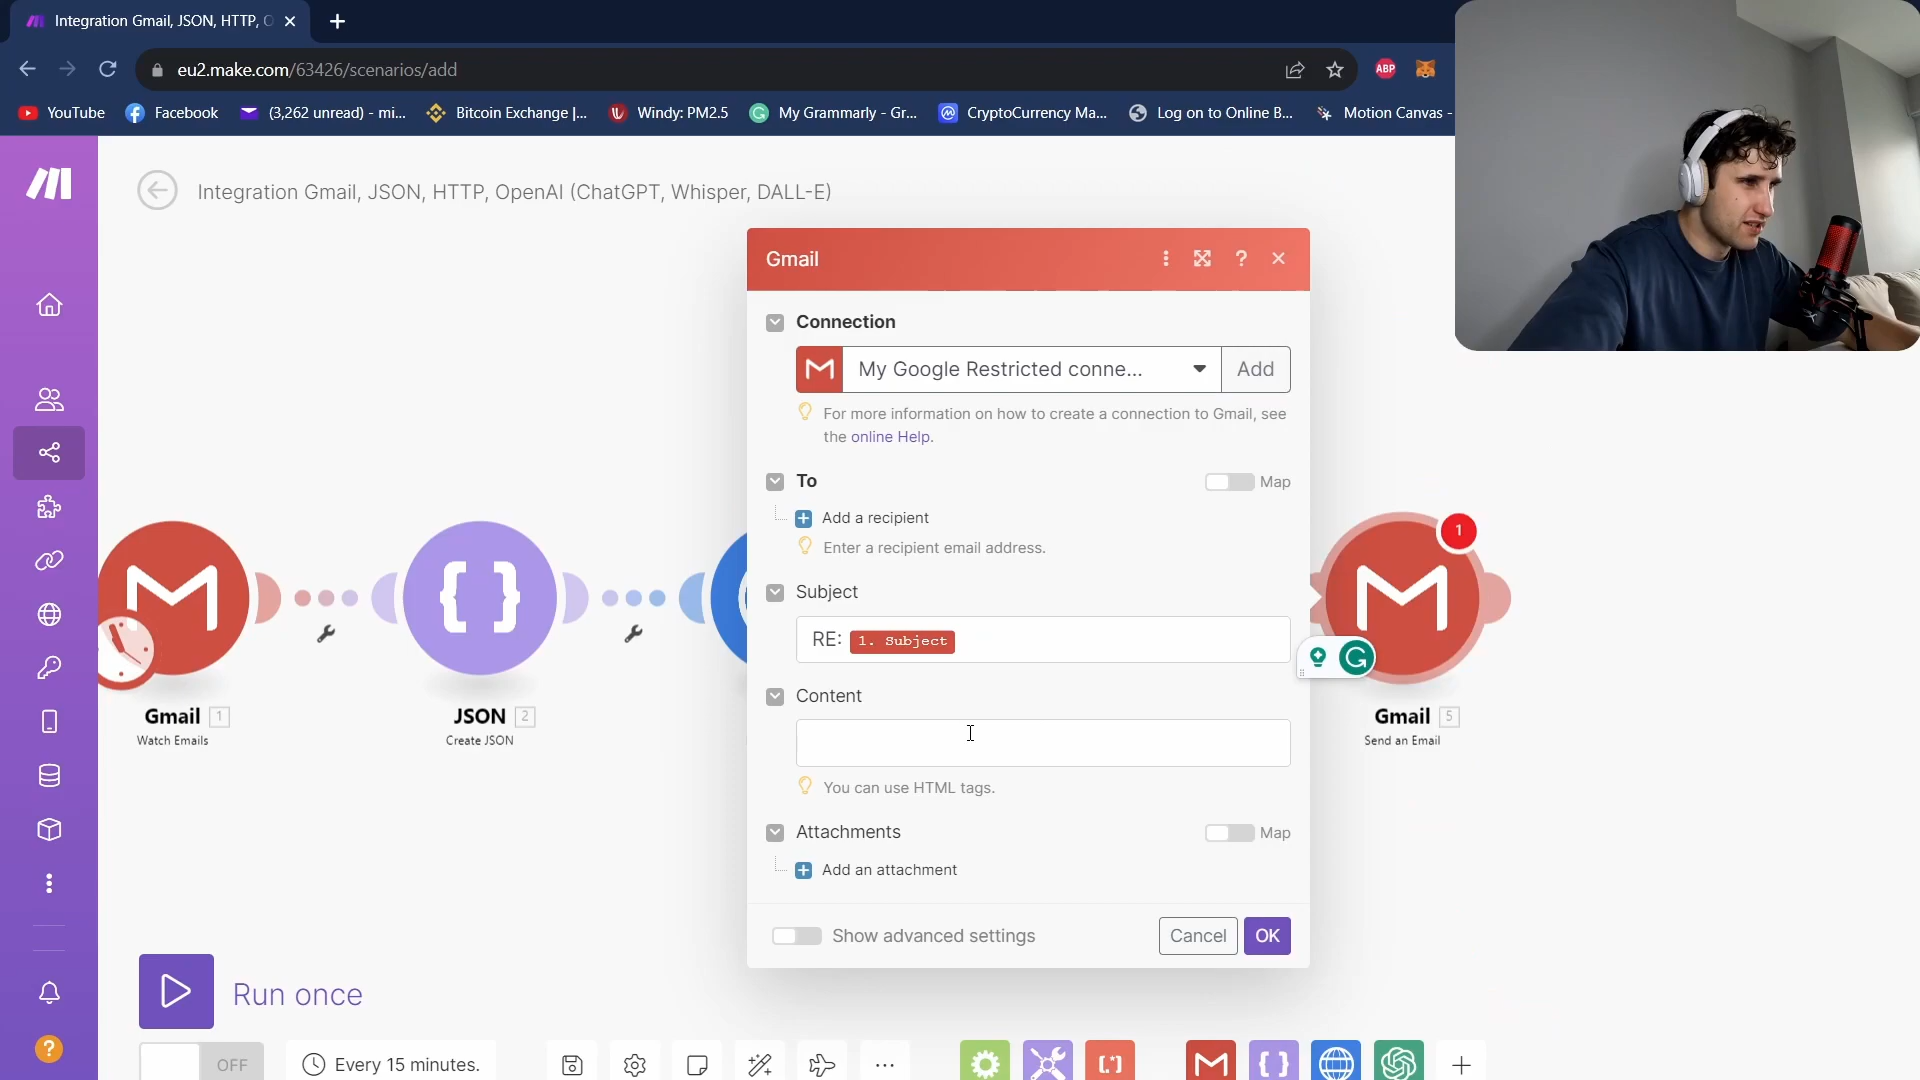 Integration Gmail, JSON, HTTP, O
eu2.make.com/63426/scenarios/add
ABP
YouTube
Facebook
(3,262 unread) - mi...
Bitcoin Exchange |...
Windy: PM2.5
My Grammarly - Gr...
CryptoCurrency Ma...
Log on to Online B...
Motion Canvas -
Integration Gmail, JSON, HTTP, OpenAI (ChatGPT, Whisper, DALL-E)
Gmail
Connection
My Google Restricted conne...
Add
For more information on how to create a connection to Gmail, see
the online Help.
To
Map
Add a recipient
Enter a recipient email address.
Subject
RE: 1. Subject
Content
You can use HTML tags.
Attachments
Map
Add an attachment
Show advanced settings
Cancel
OK
Gmail 1
Watch Emails
JSON 2
Create JSON
1
Gmail 5
Send an Email
Run once
OFF
Every 15 minutes.